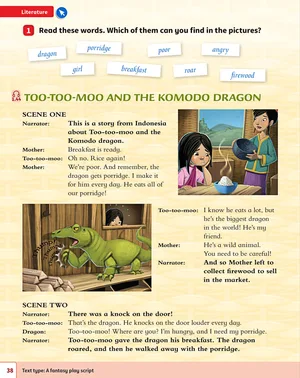 Literature
1 Read these words. Which of them can you find in the pictures?
dragon porridge poor angry
girl breakfast roar firewood
TOO-TOO-MOO AND THE KOMODO DRAGON
SCENE ONE
Narrator: This is a story from Indonesia
about Too-too-moo and the
Komodo dragon.
Mother: Breakfast is ready.
Too-too-moo: Oh no. Rice again!
Mother: We're poor. And remember, the
dragon gets porridge. I make it
for him every day. He eats all of
our porridge!
Too-too-moo: I know he eats a lot, but
he's the biggest dragon
in the world! He's my
friend.
Mother: He's a wild animal.
You need to be careful!
Narrator: And so Mother left to
collect firewood to sell
in the market.
SCENE TWO
Narrator: There was a knock on the door!
Too-too-moo: That's the dragon. He knocks on the door louder every day.
Dragon: Too-too-moo! Where are you? I'm hungry, and I need my porridge.
Narrator: Too-too-moo gave the dragon his breakfast. The dragon
roared, and then he walked away with the porridge.
38 Text type: A fantasy play script